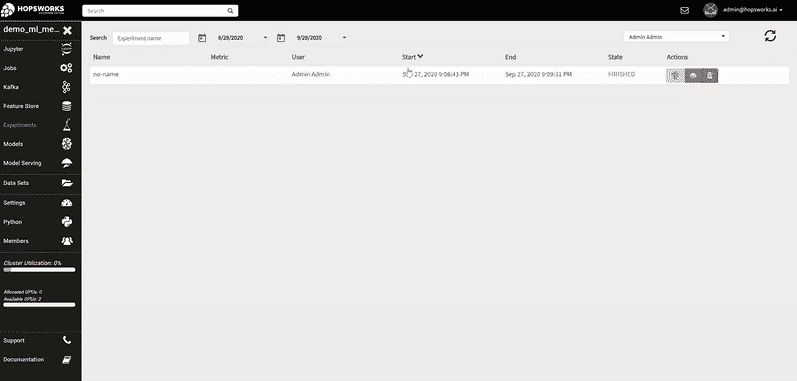 HOPSWORKS
Search
admin@hopsworks.ai
demo_ml_me...
Search
Experiment name
8/28/2020
9/28/2020
Admin Admin
Name
Metric
User
Start
End
State
Actions
no-name
Admin Admin
27, 2020 9:08:43 PM
Sep 27, 2020 9:09:31 PM
FINISHED
Jupyter
Jobs
Kafka
Feature Store
Experiments
Models
Model Serving
Data Sets
Settings
Python
Members
Cluster Utilization: 0%
Allocated GPUs: 0
Available GPUs: 2
Support
Documentation